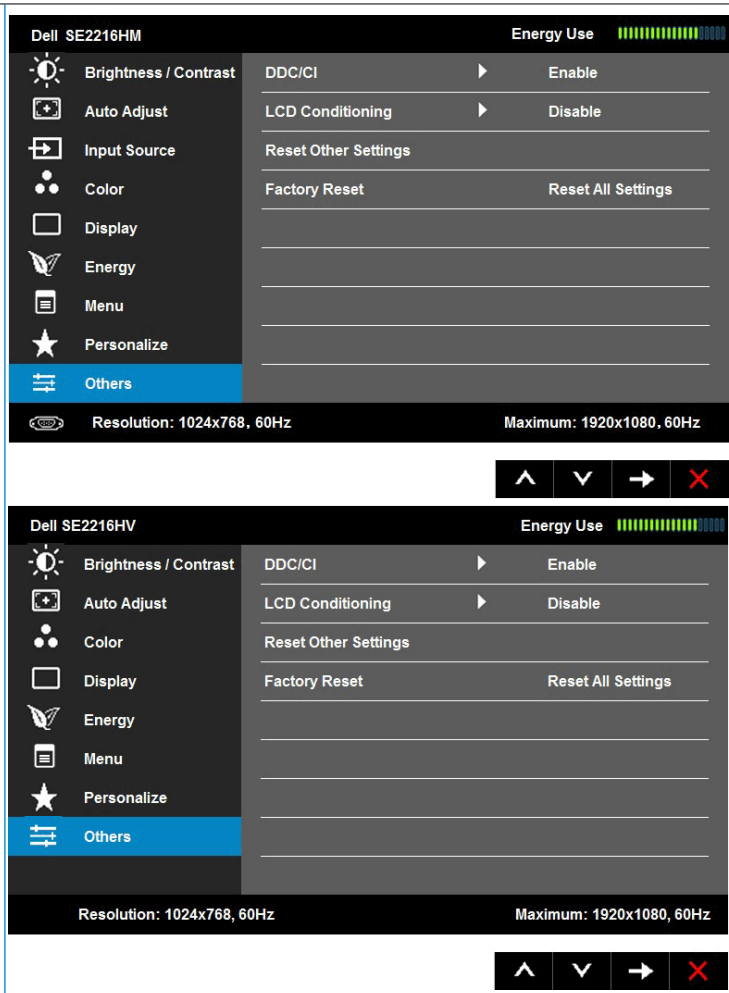 Dell SE2216HM Energy Use
Brightness / Contrast DDC/CI Enable
Auto Adjust LCD Conditioning Disable
Input Source Reset Other Settings
Color Factory Reset Reset All Settings
Display
Energy
Menu
Personalize
Others
Resolution: 1024x768, 60Hz Maximum: 1920x1080, 60Hz
Dell SE2216HV Energy Use
Brightness / Contrast DDC/CI Enable
Auto Adjust LCD Conditioning Disable
Color Reset Other Settings
Display Factory Reset Reset All Settings
Energy
Menu
Personalize
Others
Resolution: 1024x768, 60Hz Maximum: 1920x1080, 60Hz